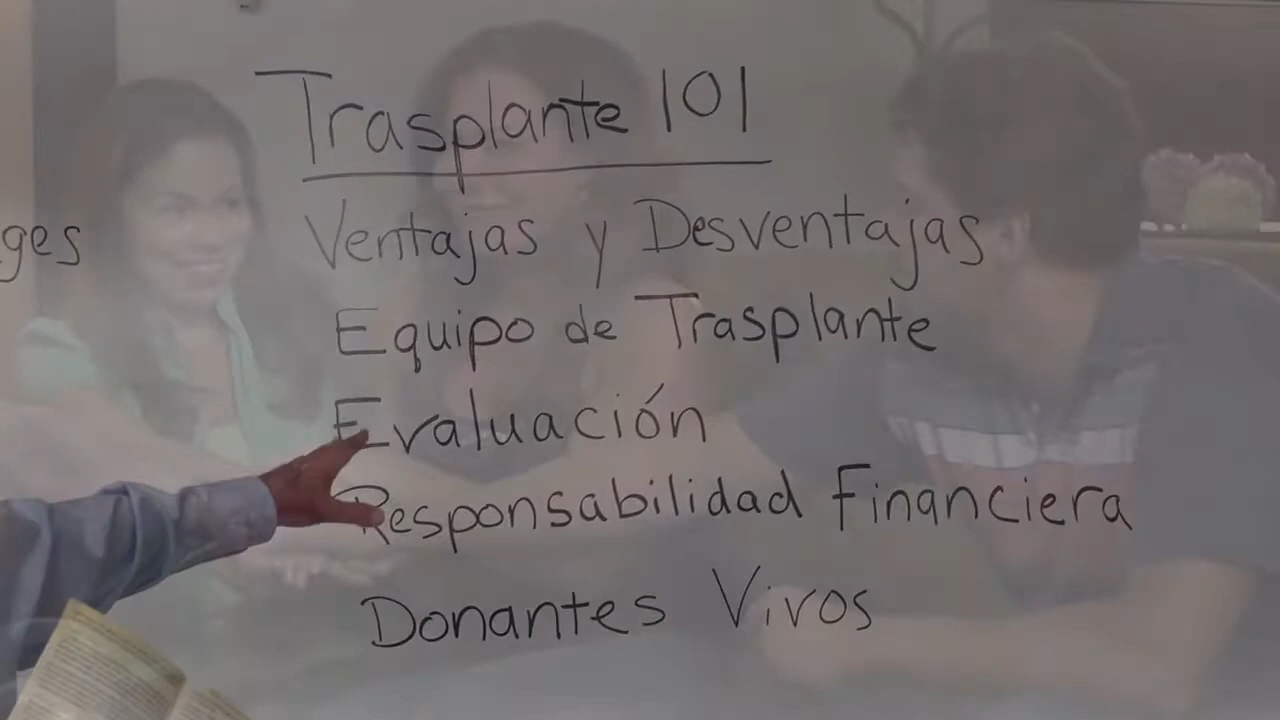 Trasplante 101
ges
Ventajas y Desventajas
Equipo de Trasplante
Evaluación
Responsabilidad Financiera
Donantes Vivos